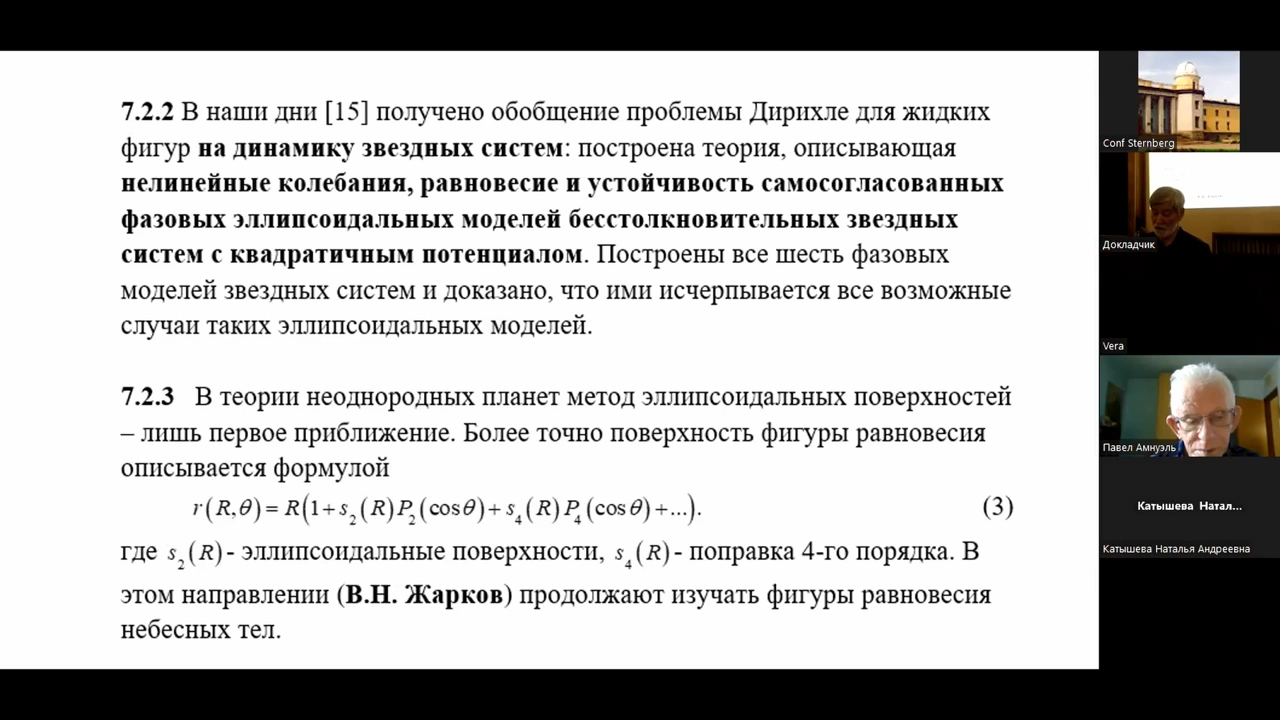 7.2.2 В наши дни [15] получено обобщение проблемы Дирихле для жидких
фигур на динамику звездных систем: построена теория, описывающая
нелинейные колебания, равновесие и устойчивость самосогласованных
фазовых эллипсоидальных моделей бесстолкновительных звездных
систем с квадратичным потенциалом. Построены все шесть фазовых
моделей звездных систем и доказано, что ими исчерпывается все возможные
случаи таких эллипсоидальных моделей.
7.2.3 В теории неоднородных планет метод эллипсоидальных поверхностей
– лишь первое приближение. Более точно поверхность фигуры равновесия
описывается формулой
r(R,θ)= R(1+s₂(R)P₂(cosθ)+s₄(R)P₄(cosθ)+...). (3)
где s₂(R)- эллипсоидальные поверхности, s₄(R)- поправка 4-го порядка. В
этом направлении (В.Н. Жарков) продолжают изучать фигуры равновесия
небесных тел.
Conf Sternberg
Докладчик
Vera
Павел Амнуэль
Катышева Натал...
Катышева Наталья Андреевна